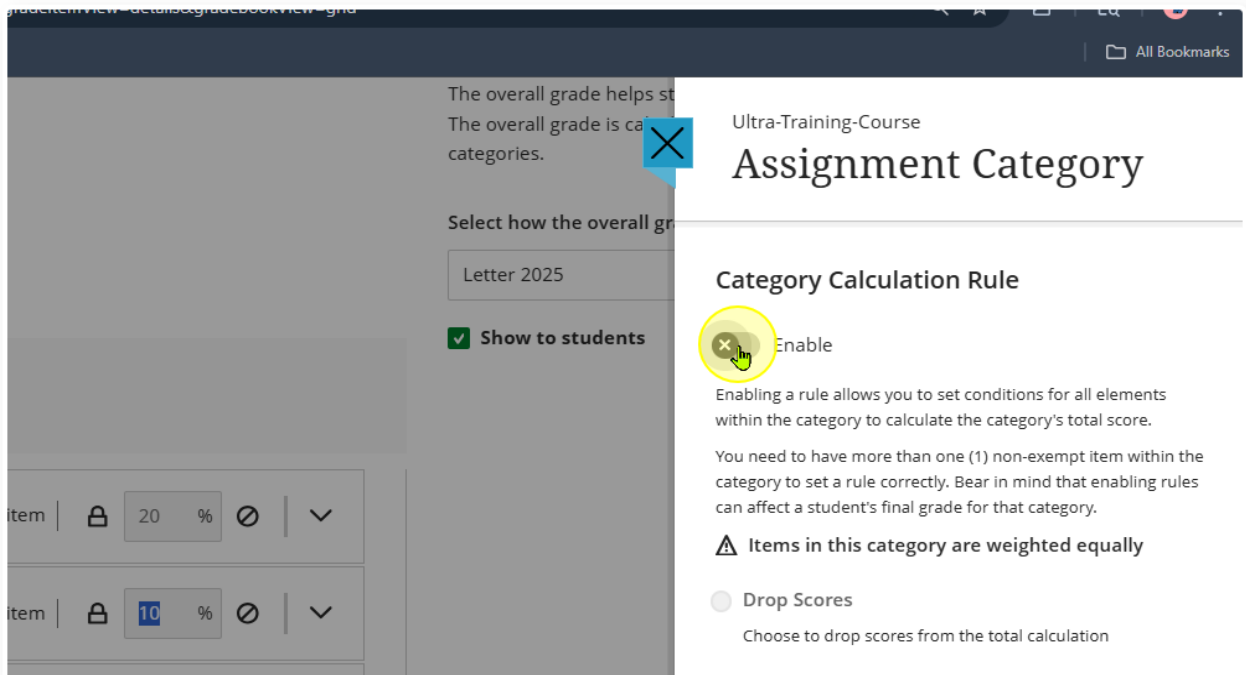 All Bookmarks
The overall grade helps st
The overall grade is ca
categories.
Select how the overall gr
Letter 2025
Show to students
item
20 %
item
10 %
Ultra-Training-Course
Assignment Category
Category Calculation Rule
Enable
Enabling a rule allows you to set conditions for all elements
within the category to calculate the category's total score.
You need to have more than one (1) non-exempt item within the
category to set a rule correctly. Bear in mind that enabling rules
can affect a student's final grade for that category.
Items in this category are weighted equally
Drop Scores
Choose to drop scores from the total calculation